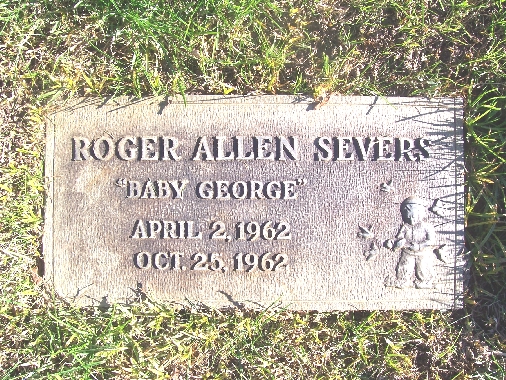 ROGER ALLEN SEVERS
"BABY GEORGE"
APRIL 2, 1962
OCT. 25, 1962